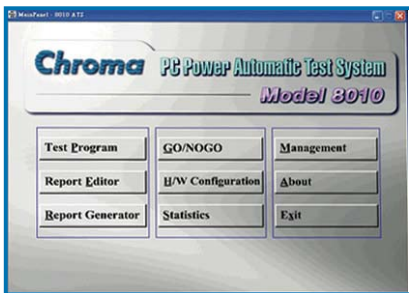 MainPanel - 8010 ATS
Chroma PC Power Automatic Test System
Model 8010
Test Program GO/NOGO Management
Report Editor H/W Configuration About
Report Generator Statistics Exit